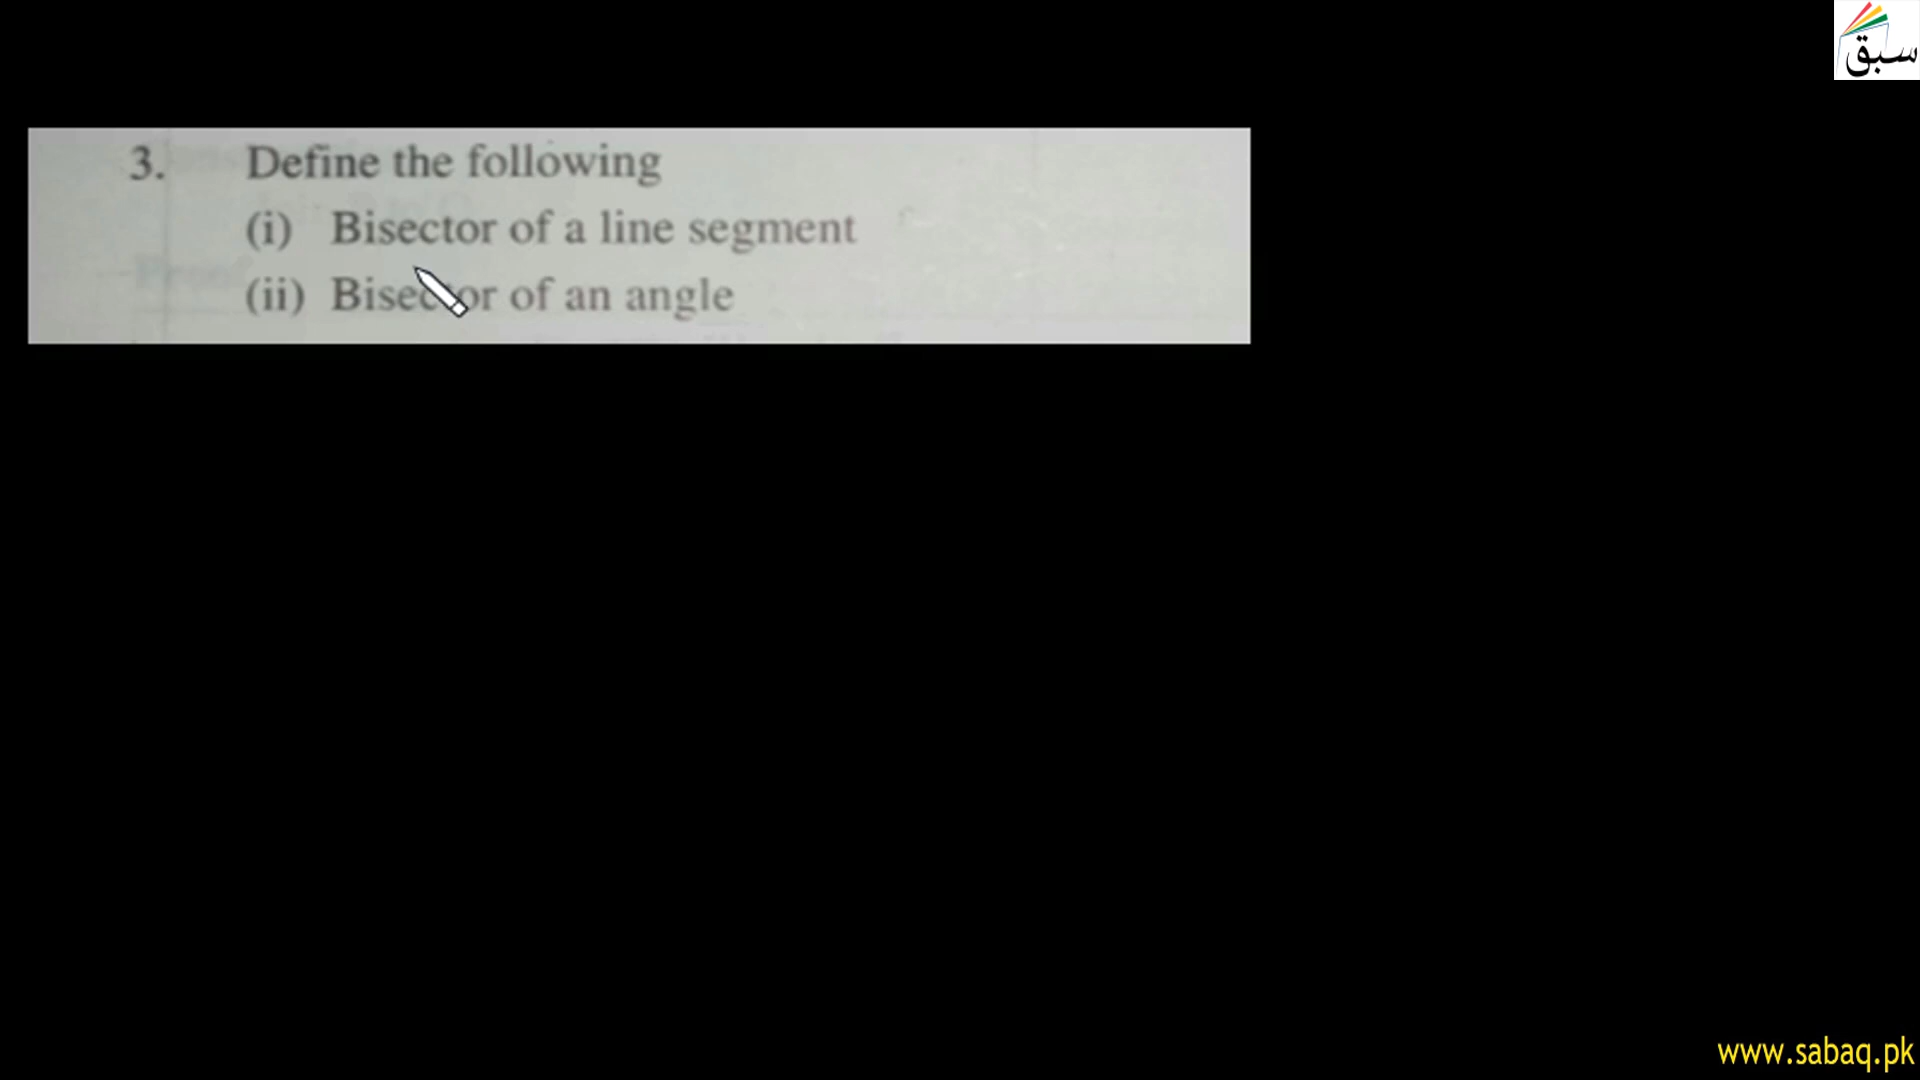 سبق
3. Define the following
(i) Bisector of a line segment
(ii) Bisector of an angle
www.sabaq.pk